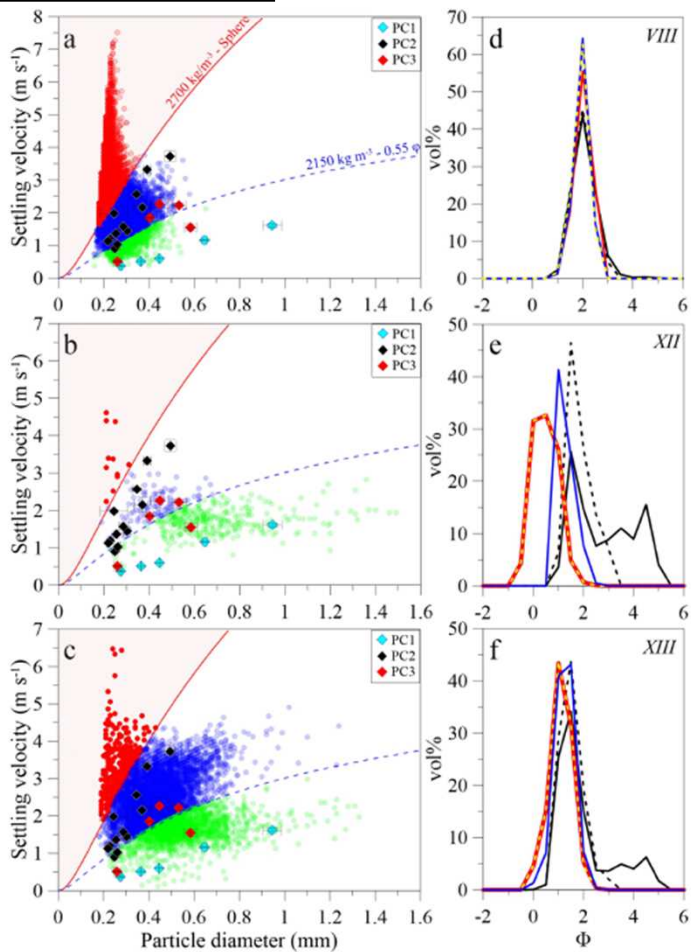 a
Settling velocity (m s⁻¹)
8
7
6
5
4
3
2
1
0
0 0.2 0.4 0.6 0.8 1 1.2 1.4 1.6
2700 kg/m⁻³ - Sphere
2150 kg m⁻³ - 0.55 φ
PC1
PC2
PC3
d
VIII
vol%
70
60
50
40
30
20
10
0
-2 0 2 4 6
b
Settling velocity (m s⁻¹)
7
6
5
4
3
2
1
0
0 0.2 0.4 0.6 0.8 1 1.2 1.4 1.6
PC1
PC2
PC3
e
XII
vol%
50
40
30
20
10
0
-2 0 2 4 6
c
Settling velocity (m s⁻¹)
7
6
5
4
3
2
1
0
0 0.2 0.4 0.6 0.8 1 1.2 1.4 1.6
Particle diameter (mm)
PC1
PC2
PC3
f
XIII
vol%
50
40
30
20
10
0
-2 0 2 4 6
Φ